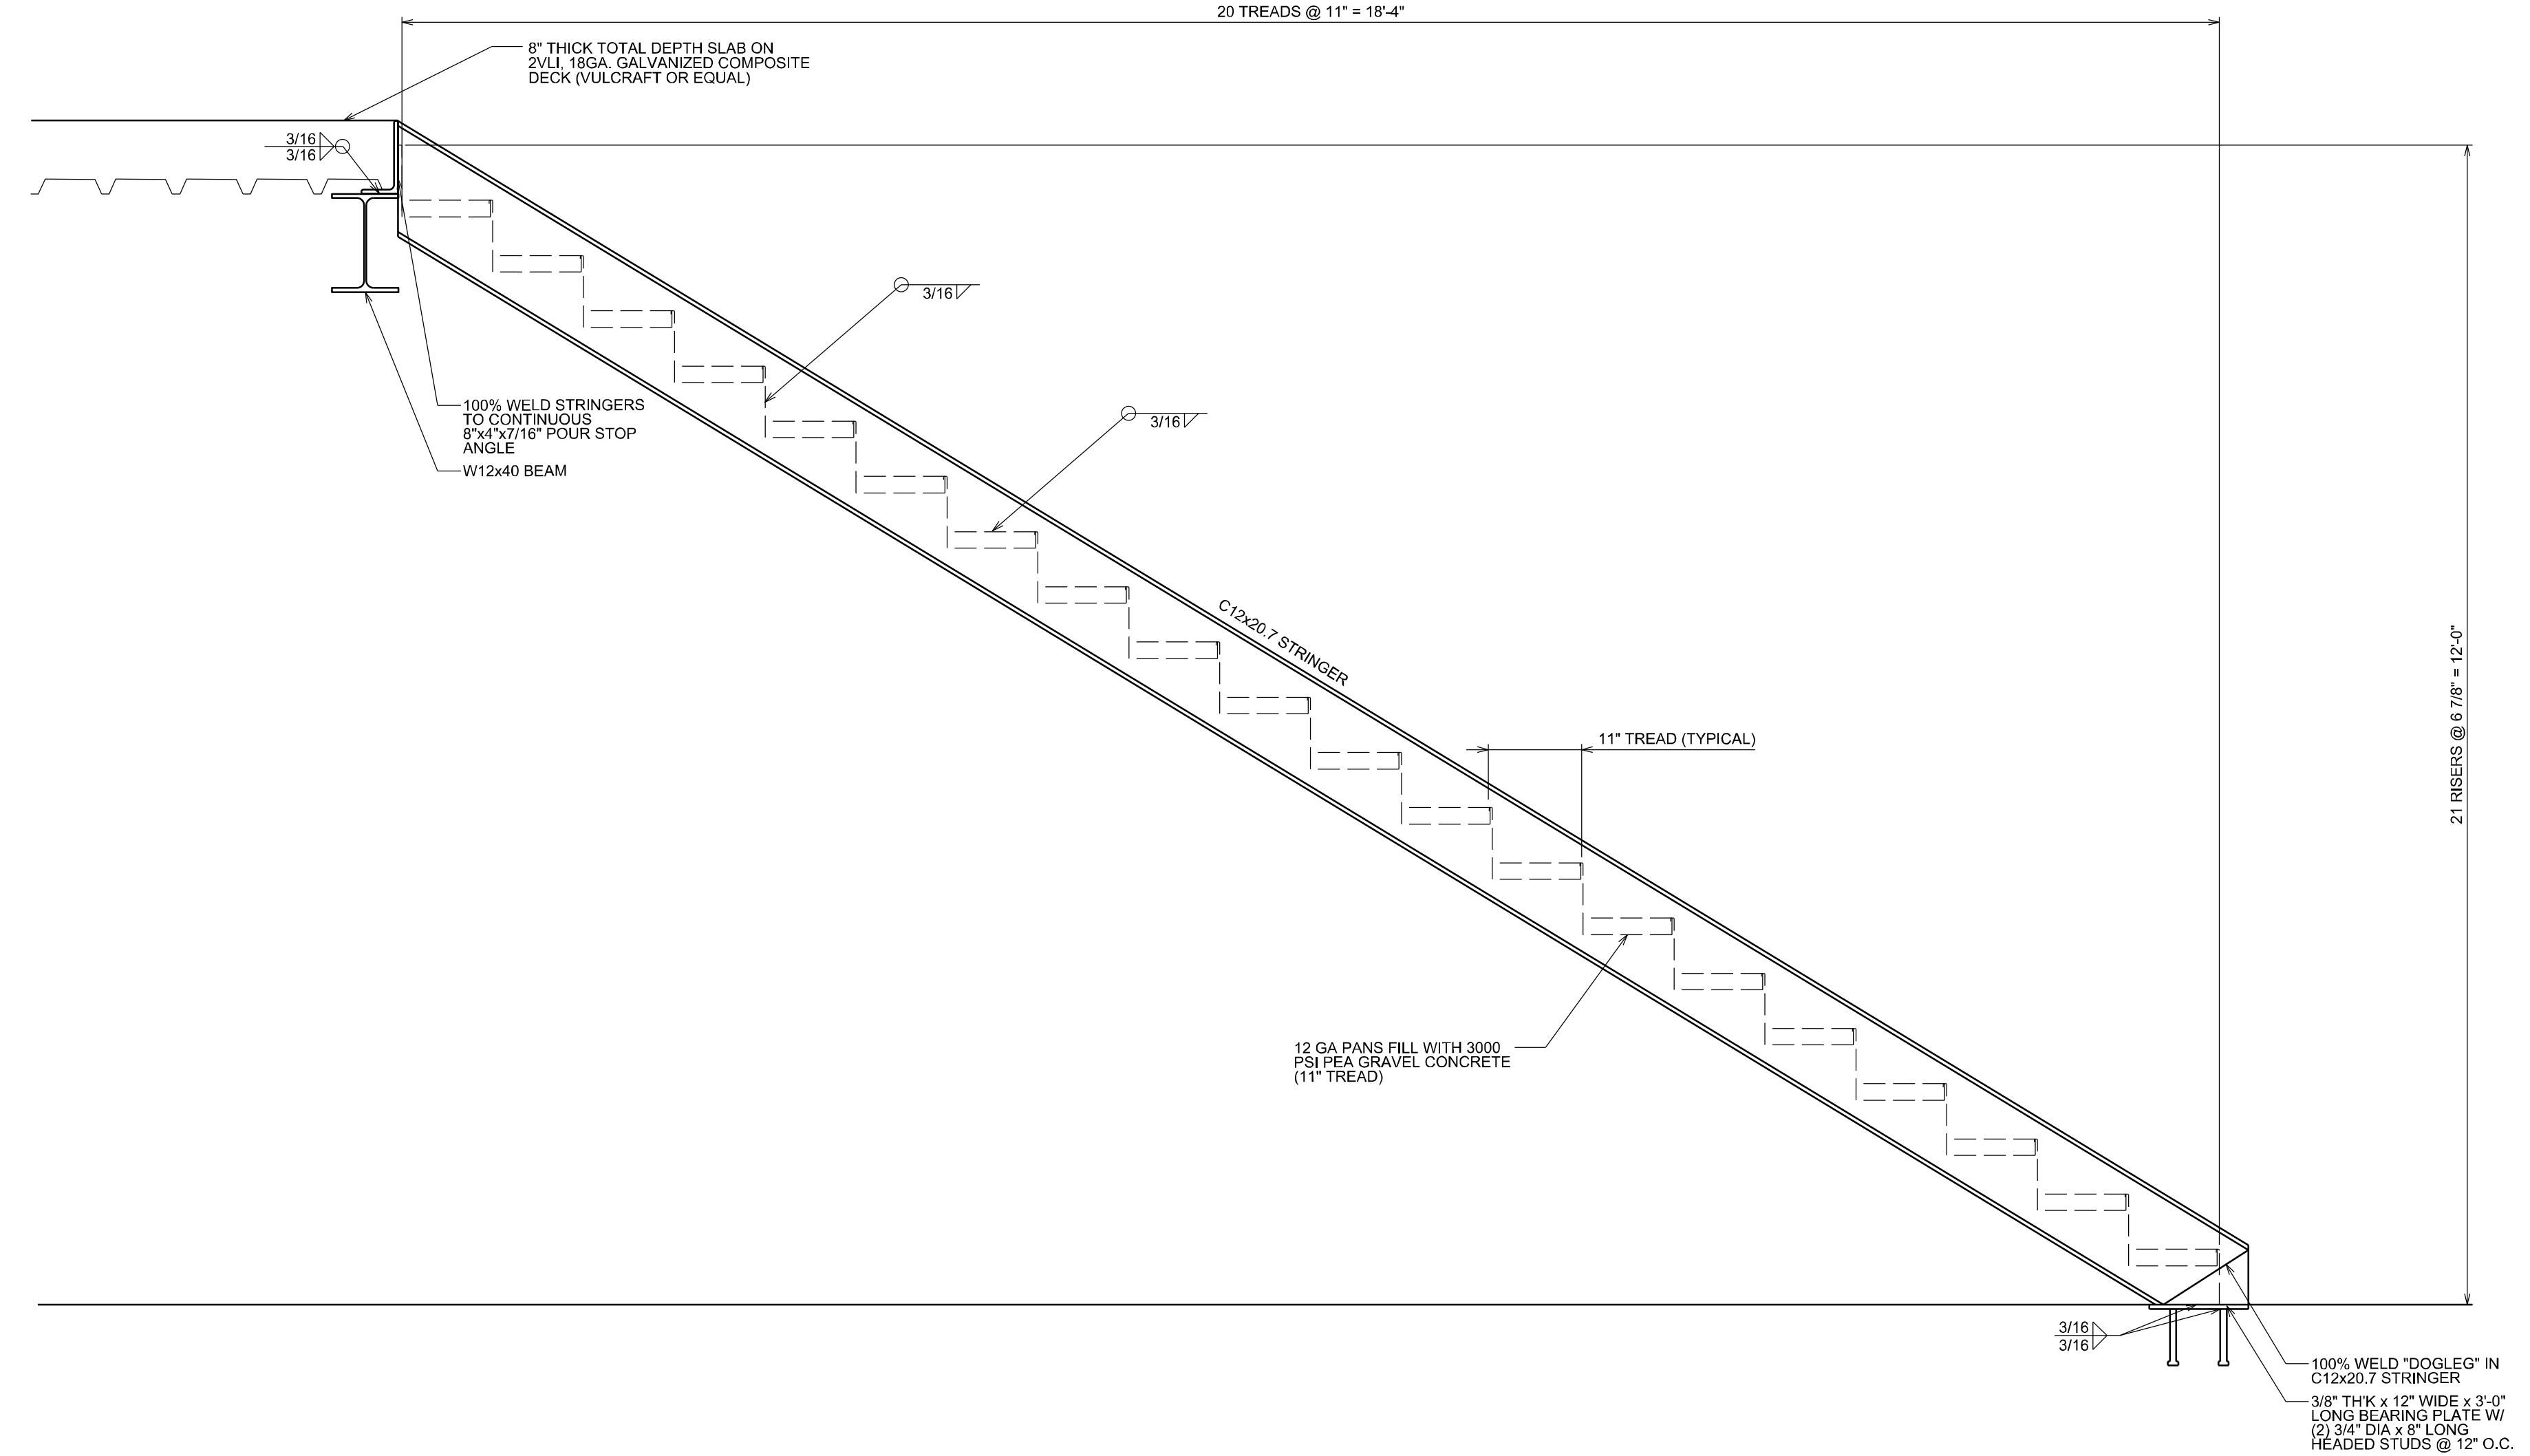 20 TREADS @ 11" = 18'-4"
8" THICK TOTAL DEPTH SLAB ON
2VLI, 18GA. GALVANIZED COMPOSITE
DECK (VULCRAFT OR EQUAL)
3/16
3/16
3/16
100% WELD STRINGERS
TO CONTINUOUS
8"x4"x7/16" POUR STOP
ANGLE
W12x40 BEAM
3/16
C12x20.7 STRINGER
21 RISERS @ 6 7/8" = 12'-0"
11" TREAD (TYPICAL)
12 GA PANS FILL WITH 3000
PSI PEA GRAVEL CONCRETE
(11" TREAD)
3/16
3/16
100% WELD "DOGLEG" IN
C12x20.7 STRINGER
3/8" TH'K x 12" WIDE x 3'-0"
LONG BEARING PLATE W/
(2) 3/4" DIA x 8" LONG
HEADED STUDS @ 12" O.C.